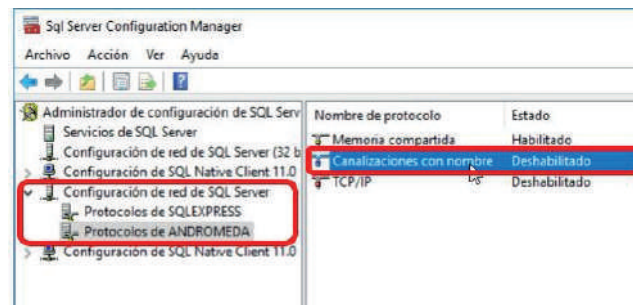 Sql Server Configuration Manager
Archivo Acción Ver Ayuda
Administrador de configuración de SQL Serv
Servicios de SQL Server
Configuración de red de SQL Server (32 b
Configuración de SQL Native Client 11.0
Configuración de red de SQL Server
Protocolos de SQLEXPRESS
Protocolos de ANDROMEDA
Configuración de SQL Native Client 11.0
Nombre de protocolo Estado
Memoria compartida Habilitado
Canalizaciones con nombre Deshabilitado
TCP/IP Deshabilitado